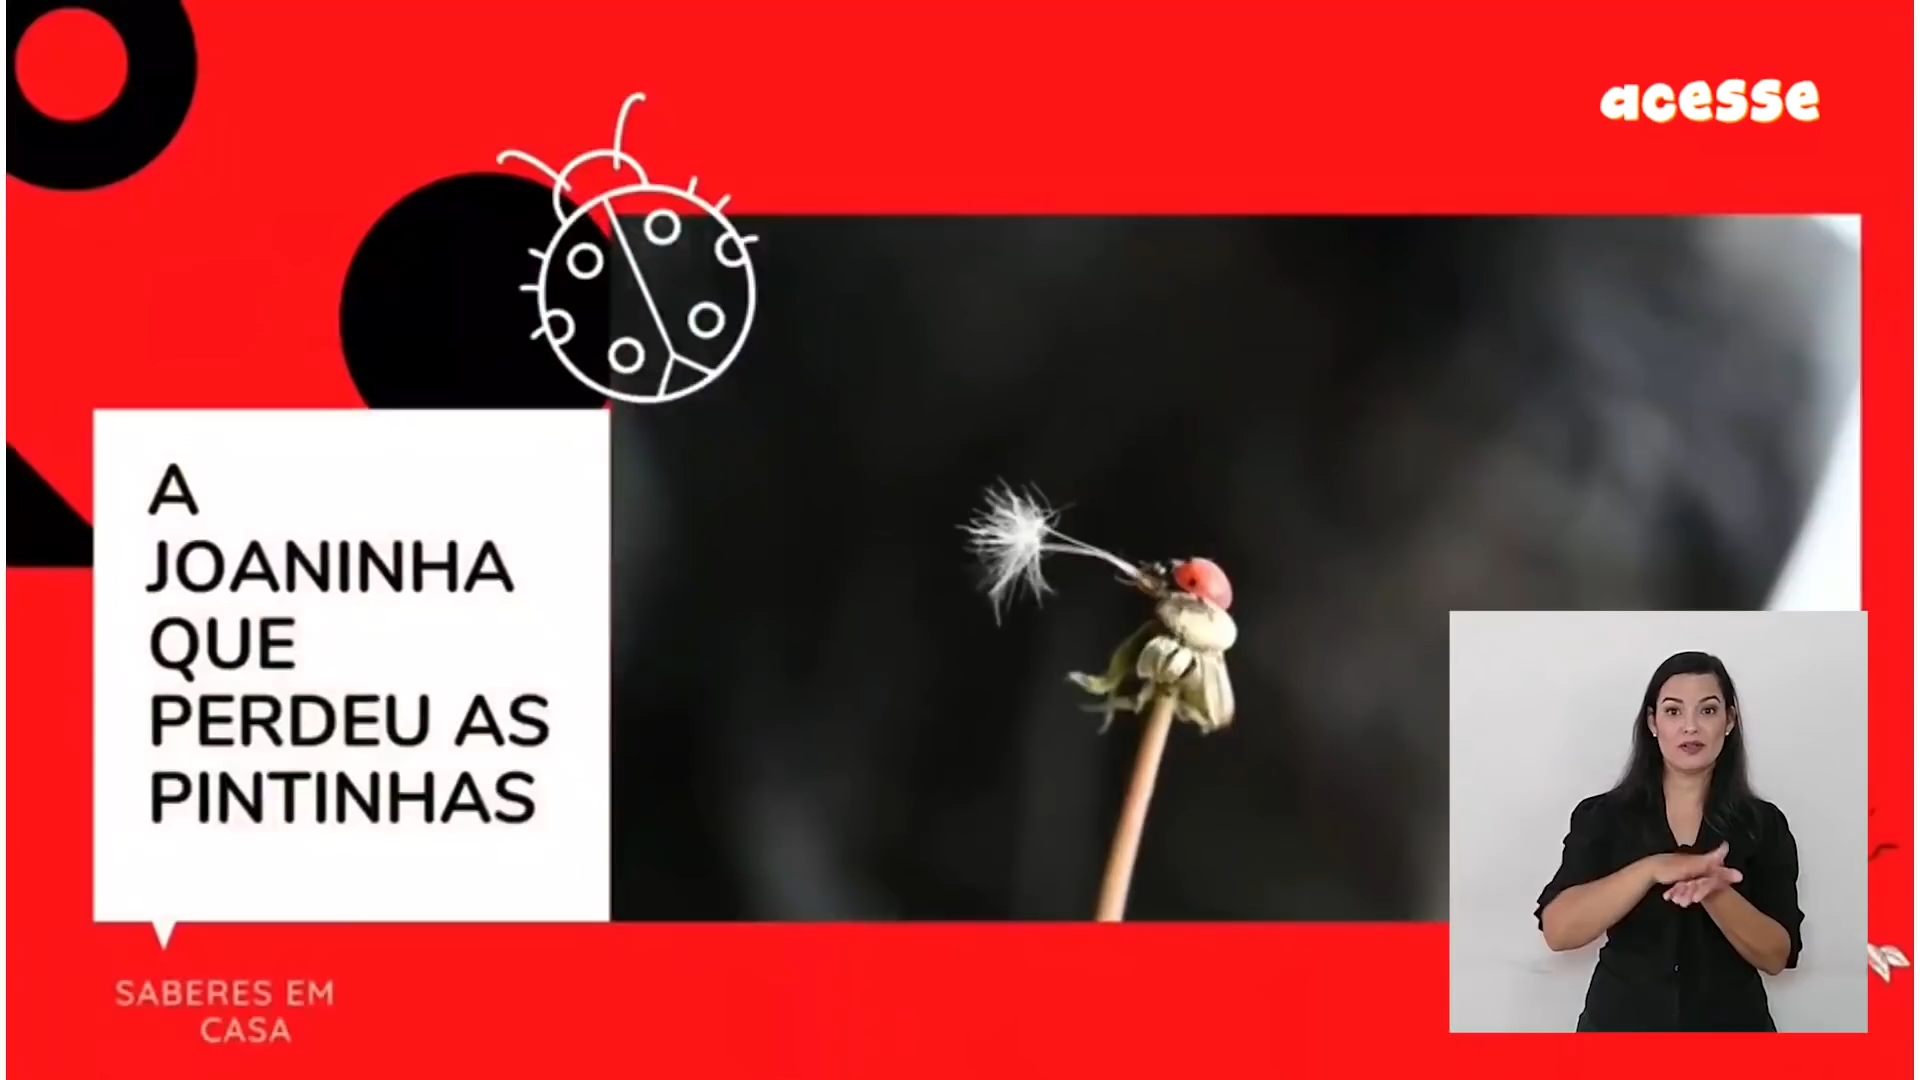 acesse
A
JOANINHA
QUE
PERDEU AS
PINTINHAS
SABERES EM
CASA